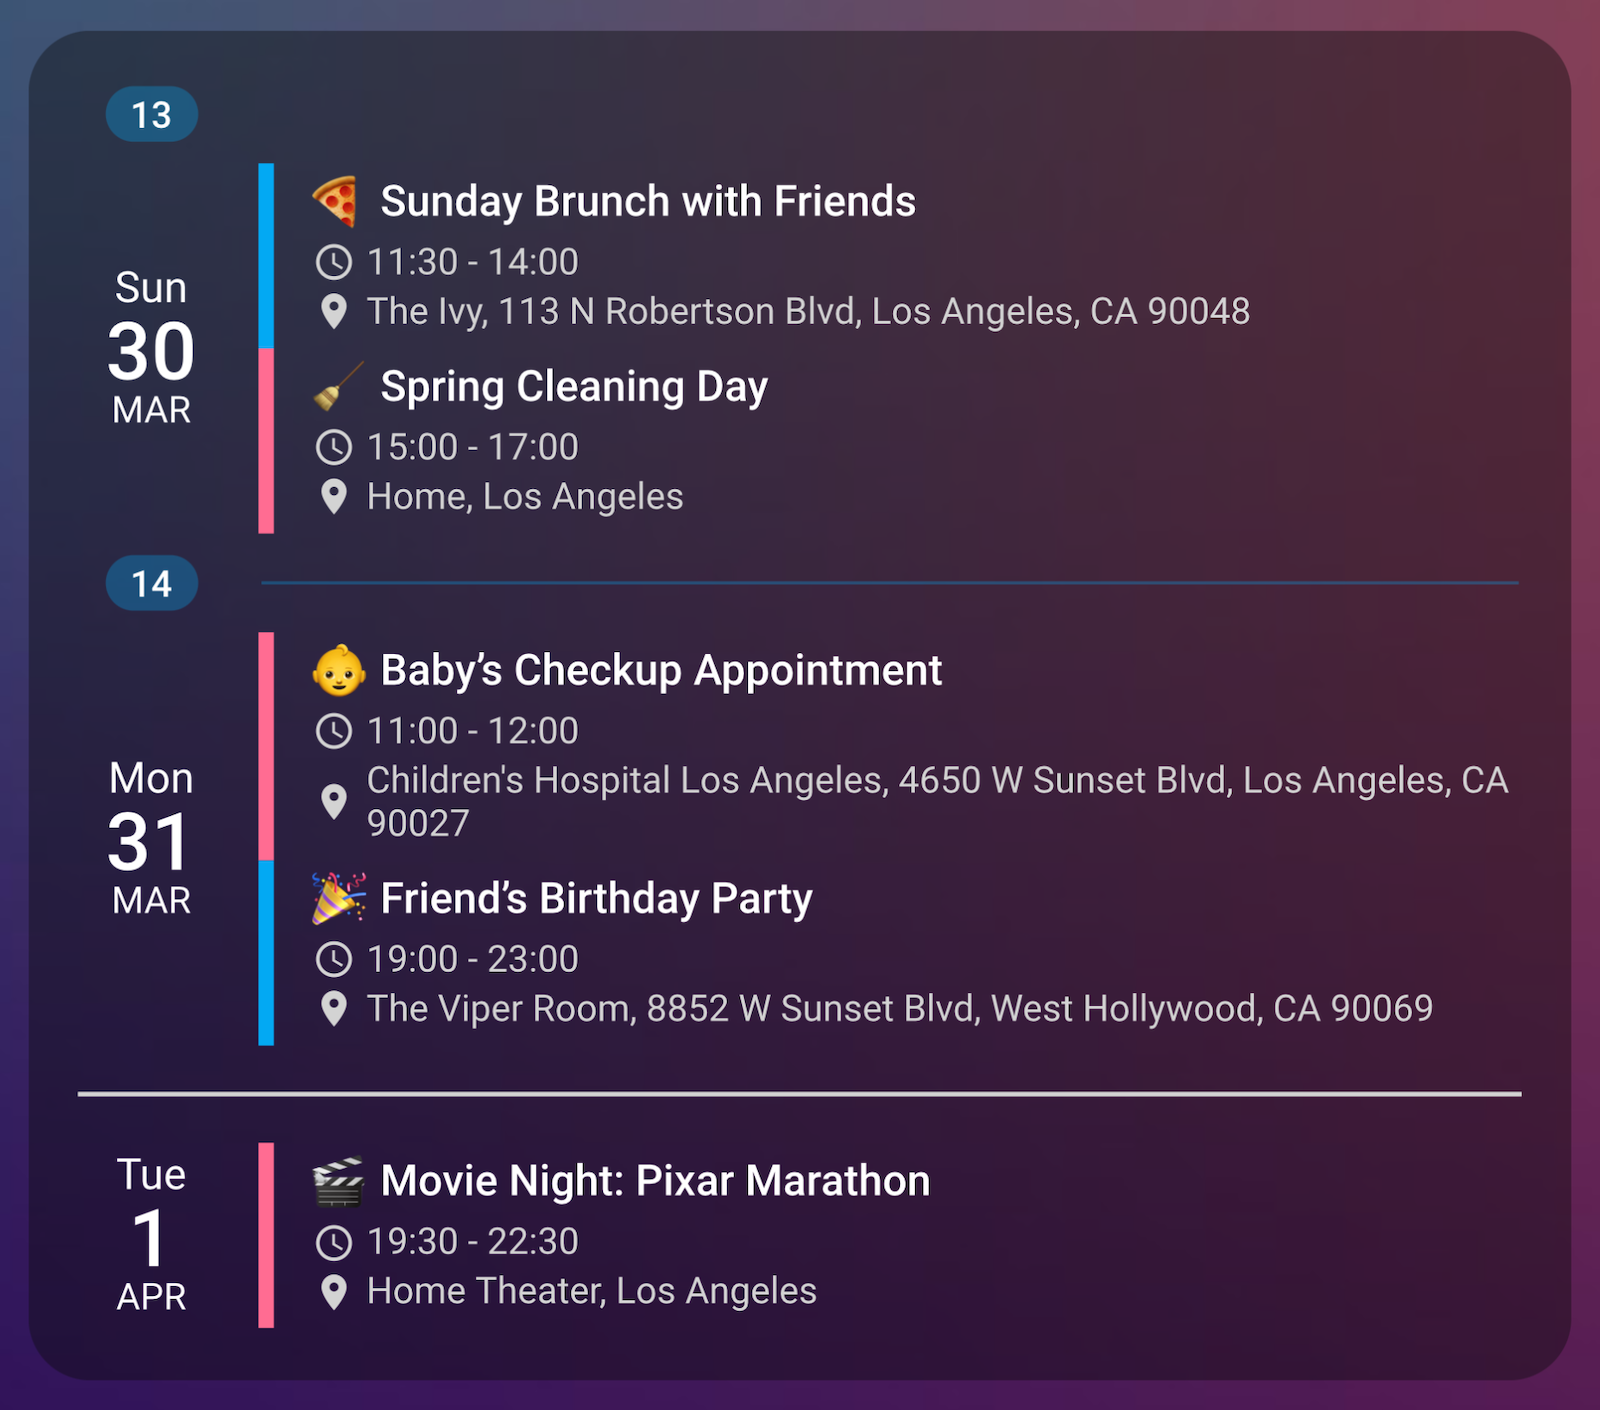 13
Sun
30
MAR
🍕 Sunday Brunch with Friends
11:30 - 14:00
The Ivy, 113 N Robertson Blvd, Los Angeles, CA 90048
🧹 Spring Cleaning Day
15:00 - 17:00
Home, Los Angeles
14
Mon
31
MAR
👶 Baby’s Checkup Appointment
11:00 - 12:00
Children's Hospital Los Angeles, 4650 W Sunset Blvd, Los Angeles, CA
90027
🎉 Friend’s Birthday Party
19:00 - 23:00
The Viper Room, 8852 W Sunset Blvd, West Hollywood, CA 90069
Tue
1
APR
🎬 Movie Night: Pixar Marathon
19:30 - 22:30
Home Theater, Los Angeles